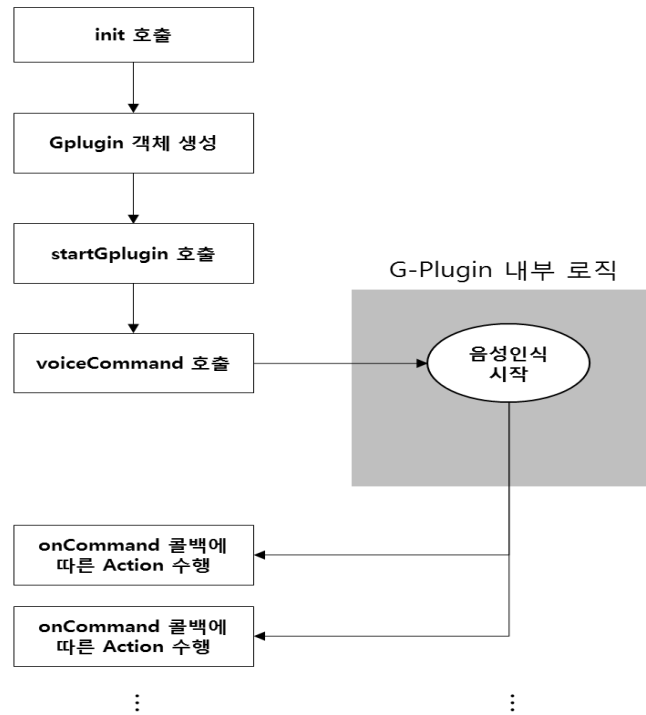 init 호출
Gplugin 객체 생성
startGplugin 호출
G-Plugin 내부 로직
voiceCommand 호출
음성인식
시작
onCommand 콜백에
따른 Action 수행
onCommand 콜백에
따른 Action 수행
⋮ ⋮